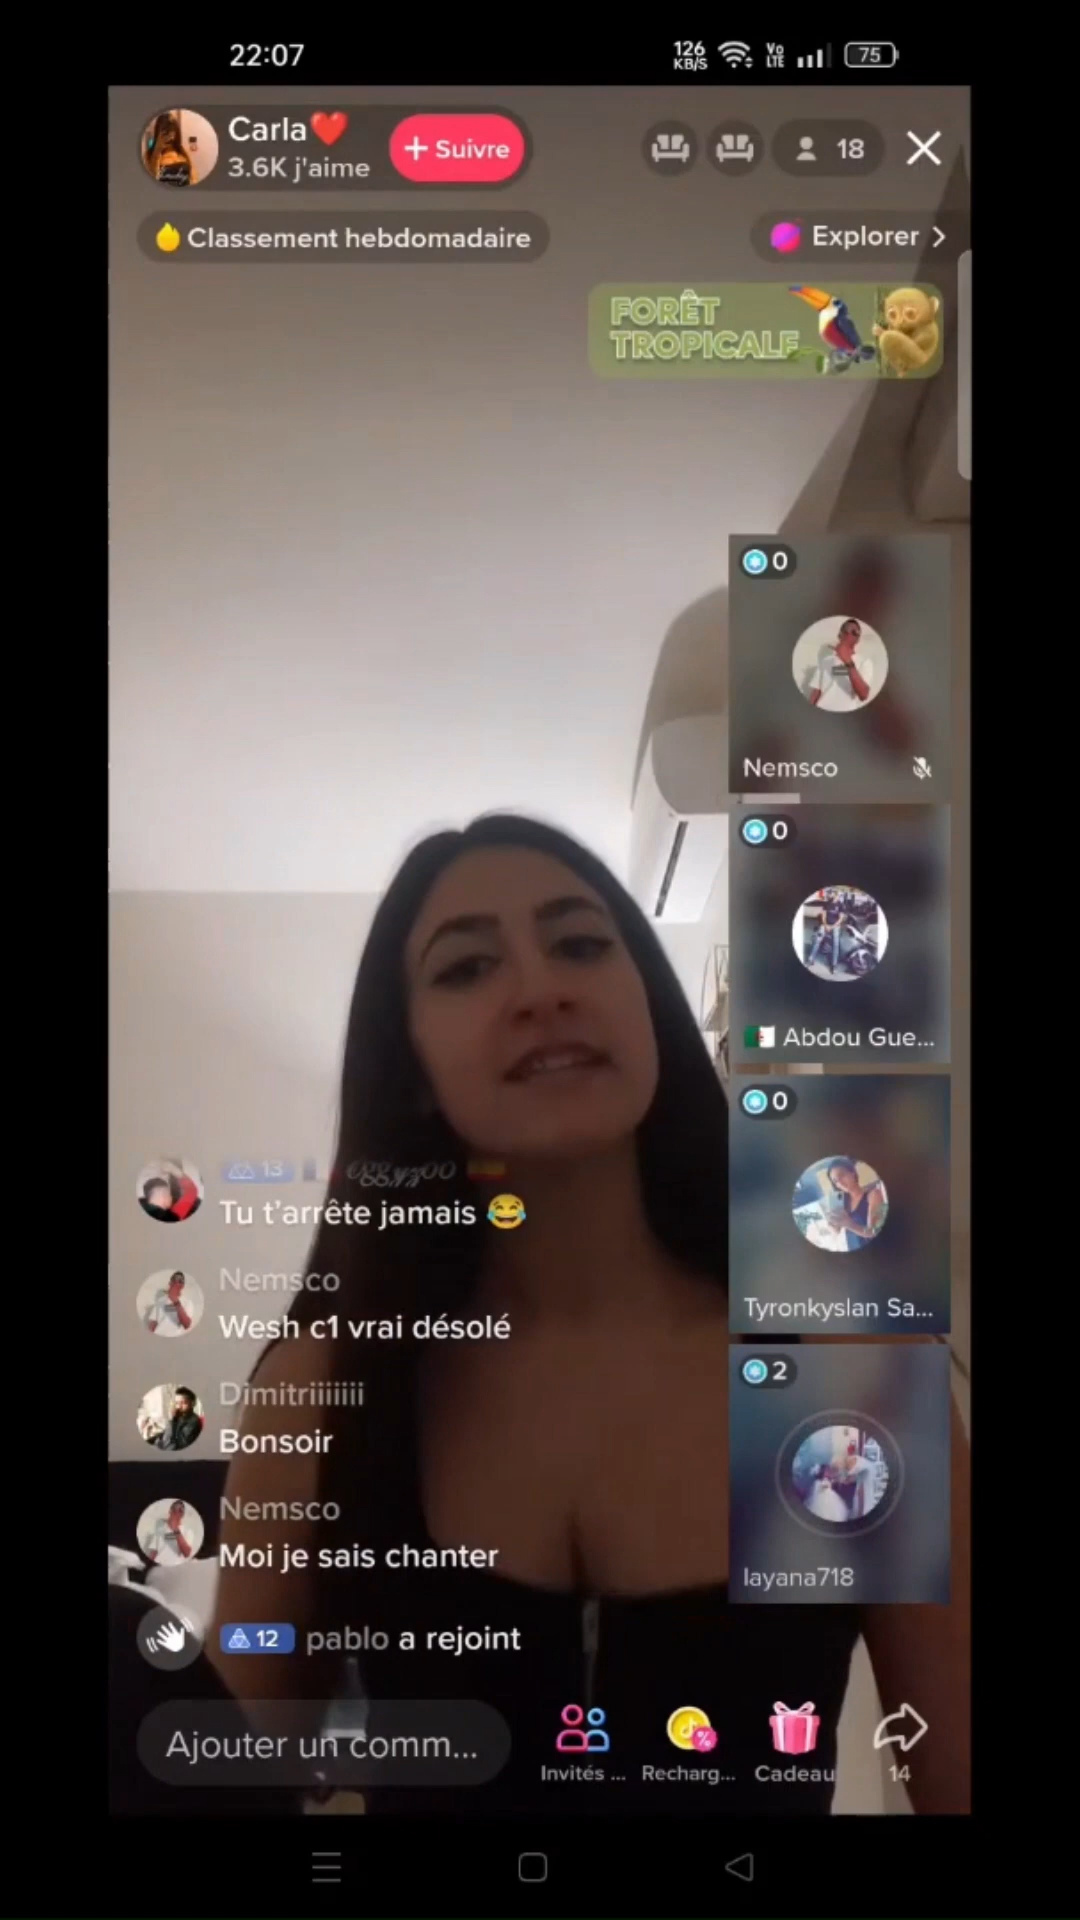 22:07
126 KB/S
Vo LTE
75
Carla❤️
3.6K j'aime
+ Suivre
18
Classement hebdomadaire
Explorer >
FORÊT
TROPICALE
0
Nemsco
0
🇩🇿 Abdou Gue...
0
Tyronkyslan Sa...
2
layana718
13
Tu t'arrête jamais 😂
Nemsco
Wesh c1 vrai désolé
Dimitriiiiiii
Bonsoir
Nemsco
Moi je sais chanter
12 pablo a rejoint
Ajouter un comm...
Invités ...
Recharg...
Cadeau
14